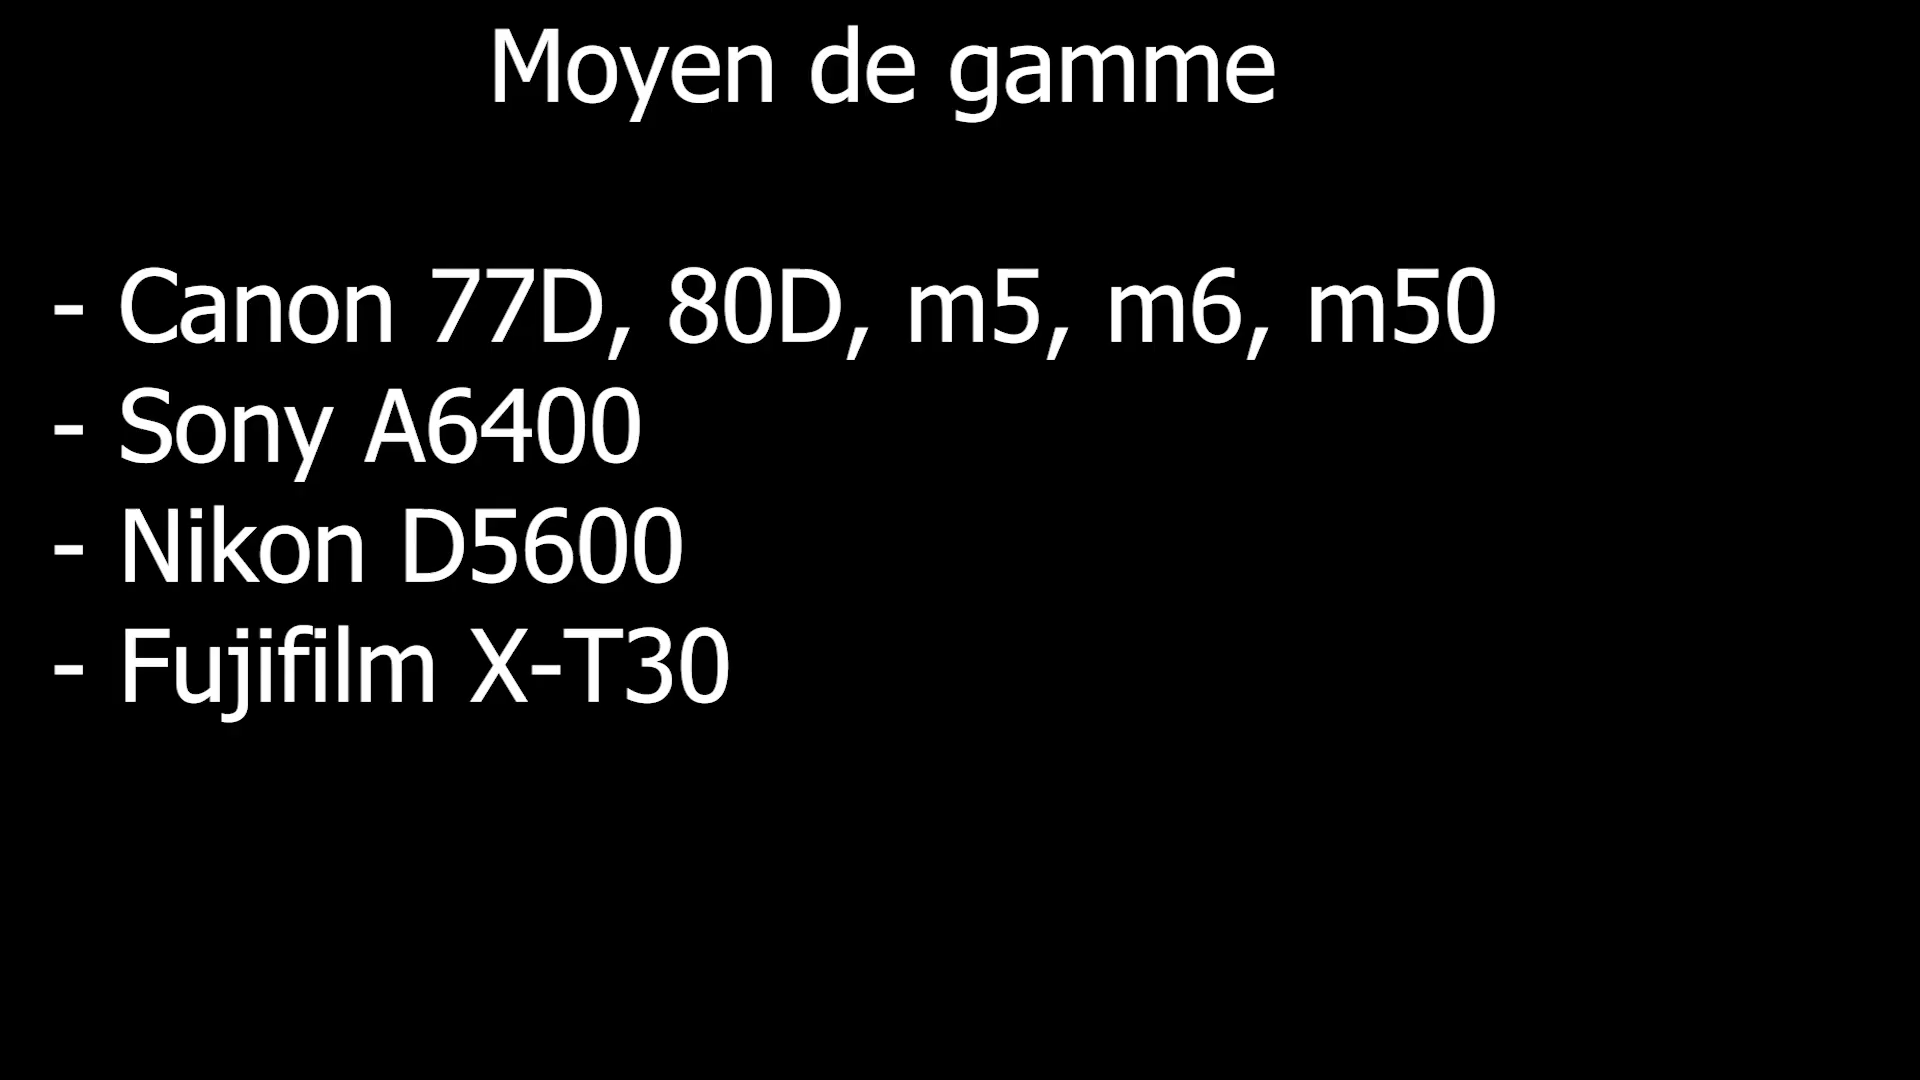 Moyen de gamme
- Canon 77D, 80D, m5, m6, m50
- Sony A6400
- Nikon D5600
- Fujifilm X-T30